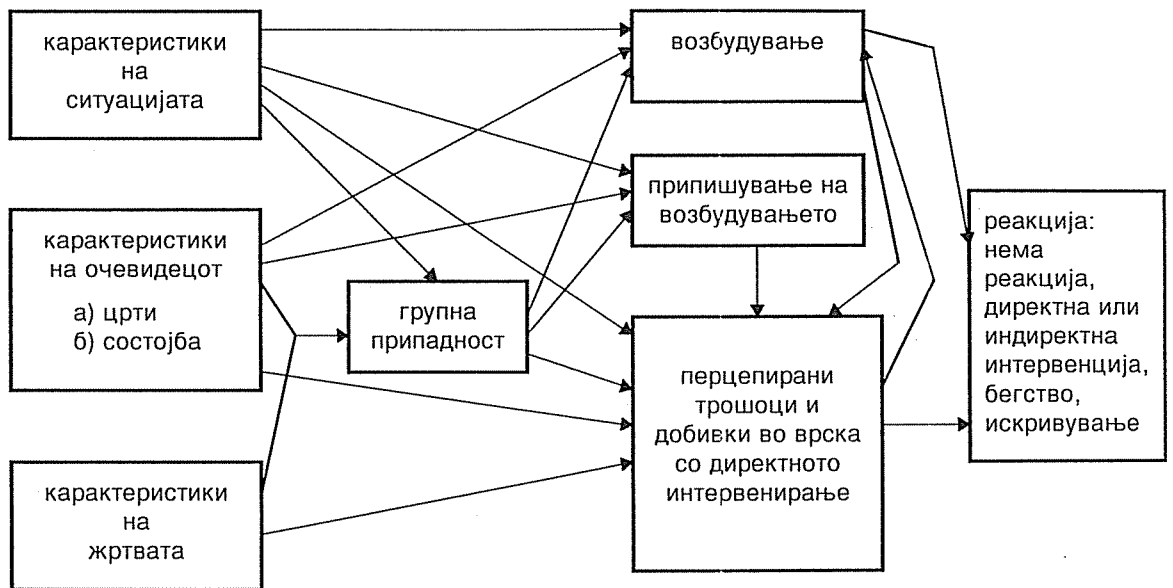 карактеристики
на
ситуацијата
карактеристики
на очевидецот
а) црти
б) состојба
карактеристики
на
жртвата
групна
припадност
возбудување
припишување на
возбудувањето
перцепирани
трошоци и
добивки во врска
со директното
интервенирање
реакција:
нема
реакција,
директна или
индиректна
интервенција,
бегство,
искривување